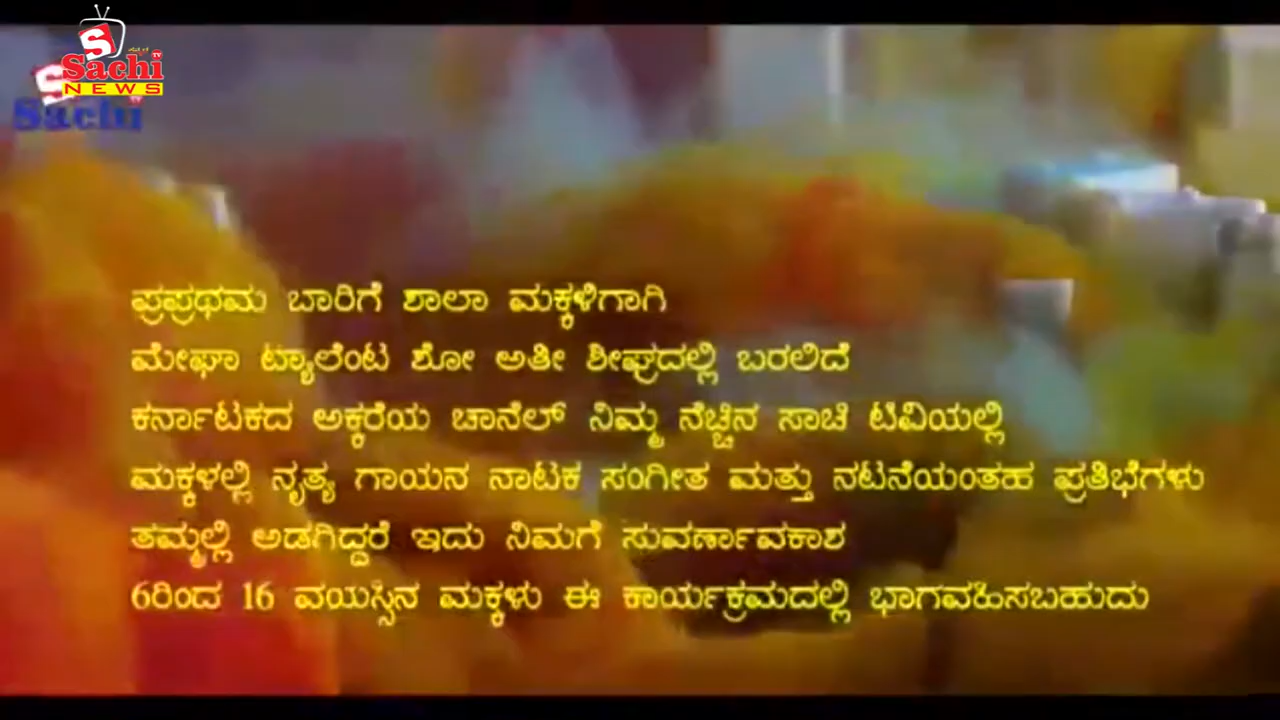 Sachi
TV
NEWS
Sachi
ಪ್ರಪ್ರಥಮ ಬಾರಿಗೆ ಶಾಲಾ ಮಕ್ಕಳಿಗಾಗಿ
ಮೇಘಾ ಟ್ಯಾಲೆಂಟ ಶೋ ಅತೀ ಶೀಘ್ರದಲ್ಲಿ ಬರಲಿದೆ
ಕರ್ನಾಟಕದ ಅಕ್ಕರೆಯ ಚಾನೆಲ್ ನಿಮ್ಮ ನೆಚ್ಚಿನ ಸಾಚಿ ಟಿವಿಯಲ್ಲಿ
ಮಕ್ಕಳಲ್ಲಿ ನೃತ್ಯ ಗಾಯನ ನಾಟಕ ಸಂಗೀತ ಮತ್ತು ನಟನೆಯಂತಹ ಪ್ರತಿಭೆಗಳು
ತಮ್ಮಲ್ಲಿ ಅಡಗಿದ್ದರೆ ಇದು ನಿಮಗೆ ಸುವರ್ಣಾವಕಾಶ
6ರಿಂದ 16 ವಯಸ್ಸಿನ ಮಕ್ಕಳು ಈ ಕಾರ್ಯಕ್ರಮದಲ್ಲಿ ಭಾಗವಹಿಸಬಹುದು